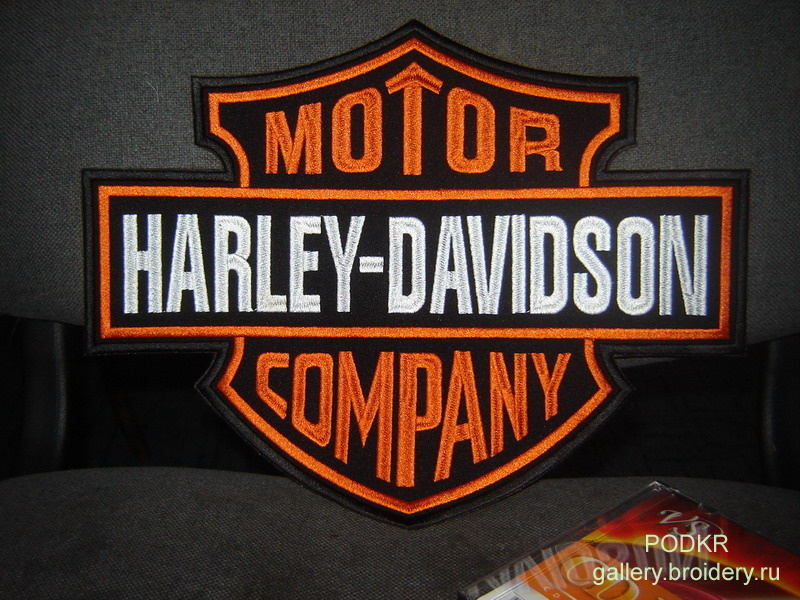 MOTOR
HARLEY-DAVIDSON
COMPANY
PODKR
gallery.broidery.ru